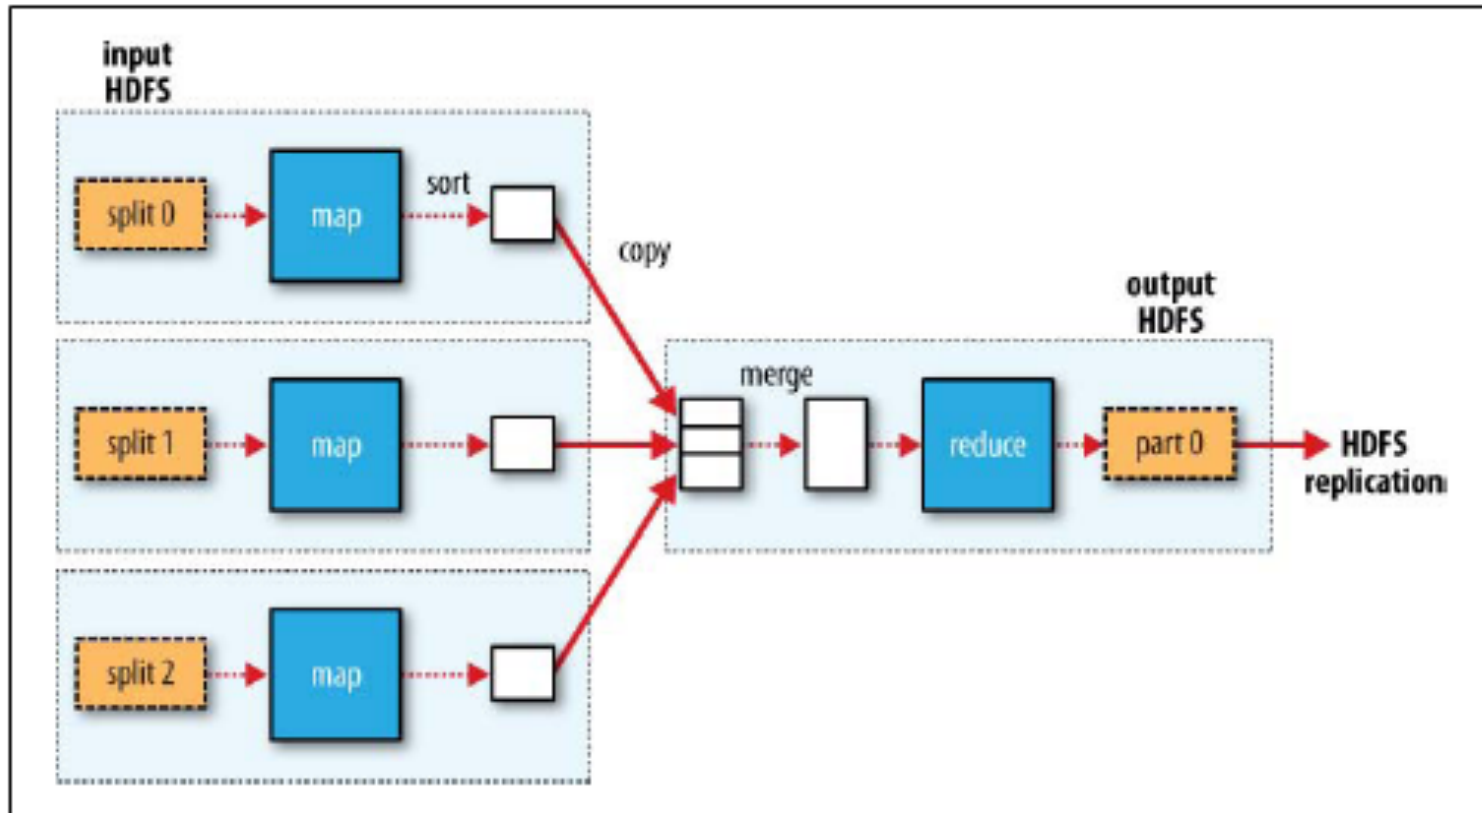 input
HDFS
split 0
map
sort
copy
split 1
map
split 2
map
output
HDFS
merge
reduce
part 0
HDFS
replication